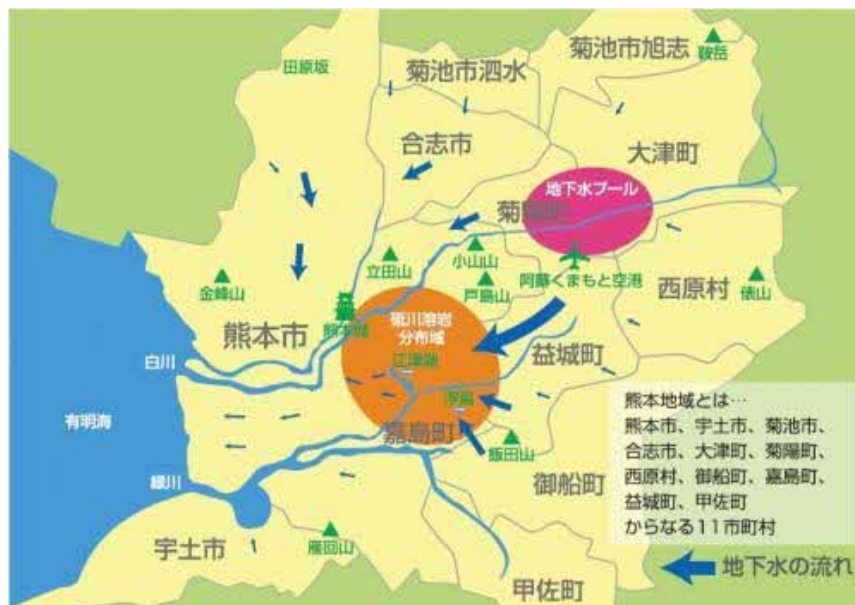 田原坂
菊池市泗水
菊池市旭志
鞍岳
合志市
大津町
地下水プール
菊陽町
立田山
小山山
戸島山
阿蘇くまもと空港
西原村
俵山
金峰山
熊本城
熊本市
砥川溶岩
分布域
江津湖
益城町
白川
有明海
浮島
嘉島町
飯田山
御船町
緑川
宇土市
雁回山
甲佐町
熊本地域とは…
熊本市、宇土市、菊池市、
合志市、大津町、菊陽町、
西原村、御船町、嘉島町、
益城町、甲佐町
からなる11市町村
地下水の流れ